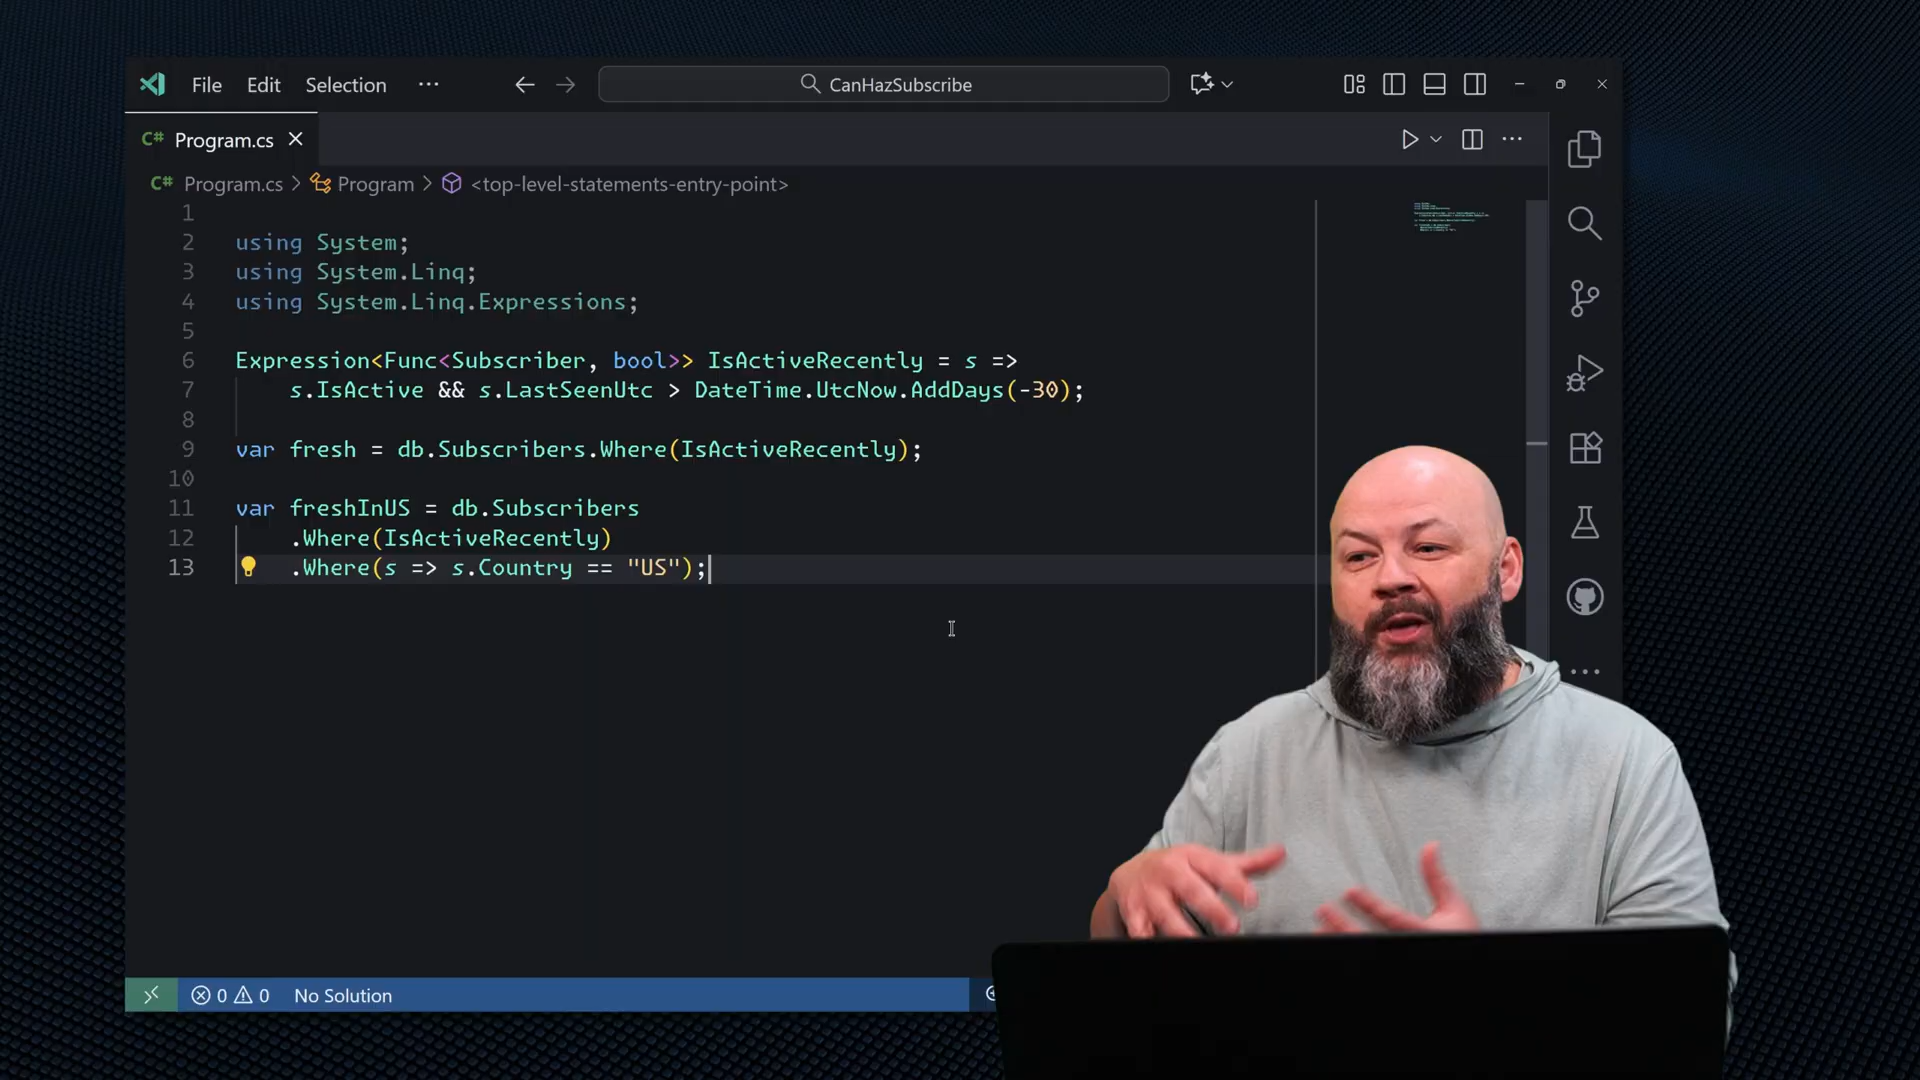 File Edit Selection ···
CanHazSubscribe
C# Program.cs
C# Program.cs > Program > <top-level-statements-entry-point>
1
2 using System;
3 using System.Linq;
4 using System.Linq.Expressions;
5
6 Expression<Func<Subscriber, bool>> IsActiveRecently = s =>
7 s.IsActive && s.LastSeenUtc > DateTime.UtcNow.AddDays(-30);
8
9 var fresh = db.Subscribers.Where(IsActiveRecently);
10
11 var freshInUS = db.Subscribers
12 .Where(IsActiveRecently)
13 .Where(s => s.Country == "US");
0 0 No Solution